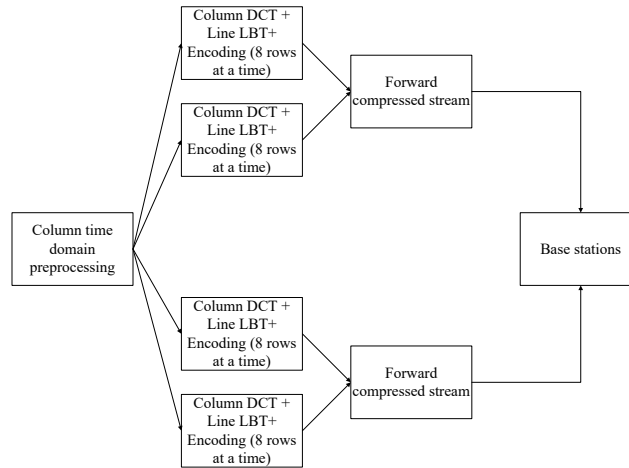 Column DCT +
Line LBT+
Encoding (8 rows
at a time)
Column DCT +
Line LBT+
Encoding (8 rows
at a time)
Forward
compressed stream
Column time
domain
preprocessing
Base stations
Column DCT +
Line LBT+
Encoding (8 rows
at a time)
Column DCT +
Line LBT+
Encoding (8 rows
at a time)
Forward
compressed stream